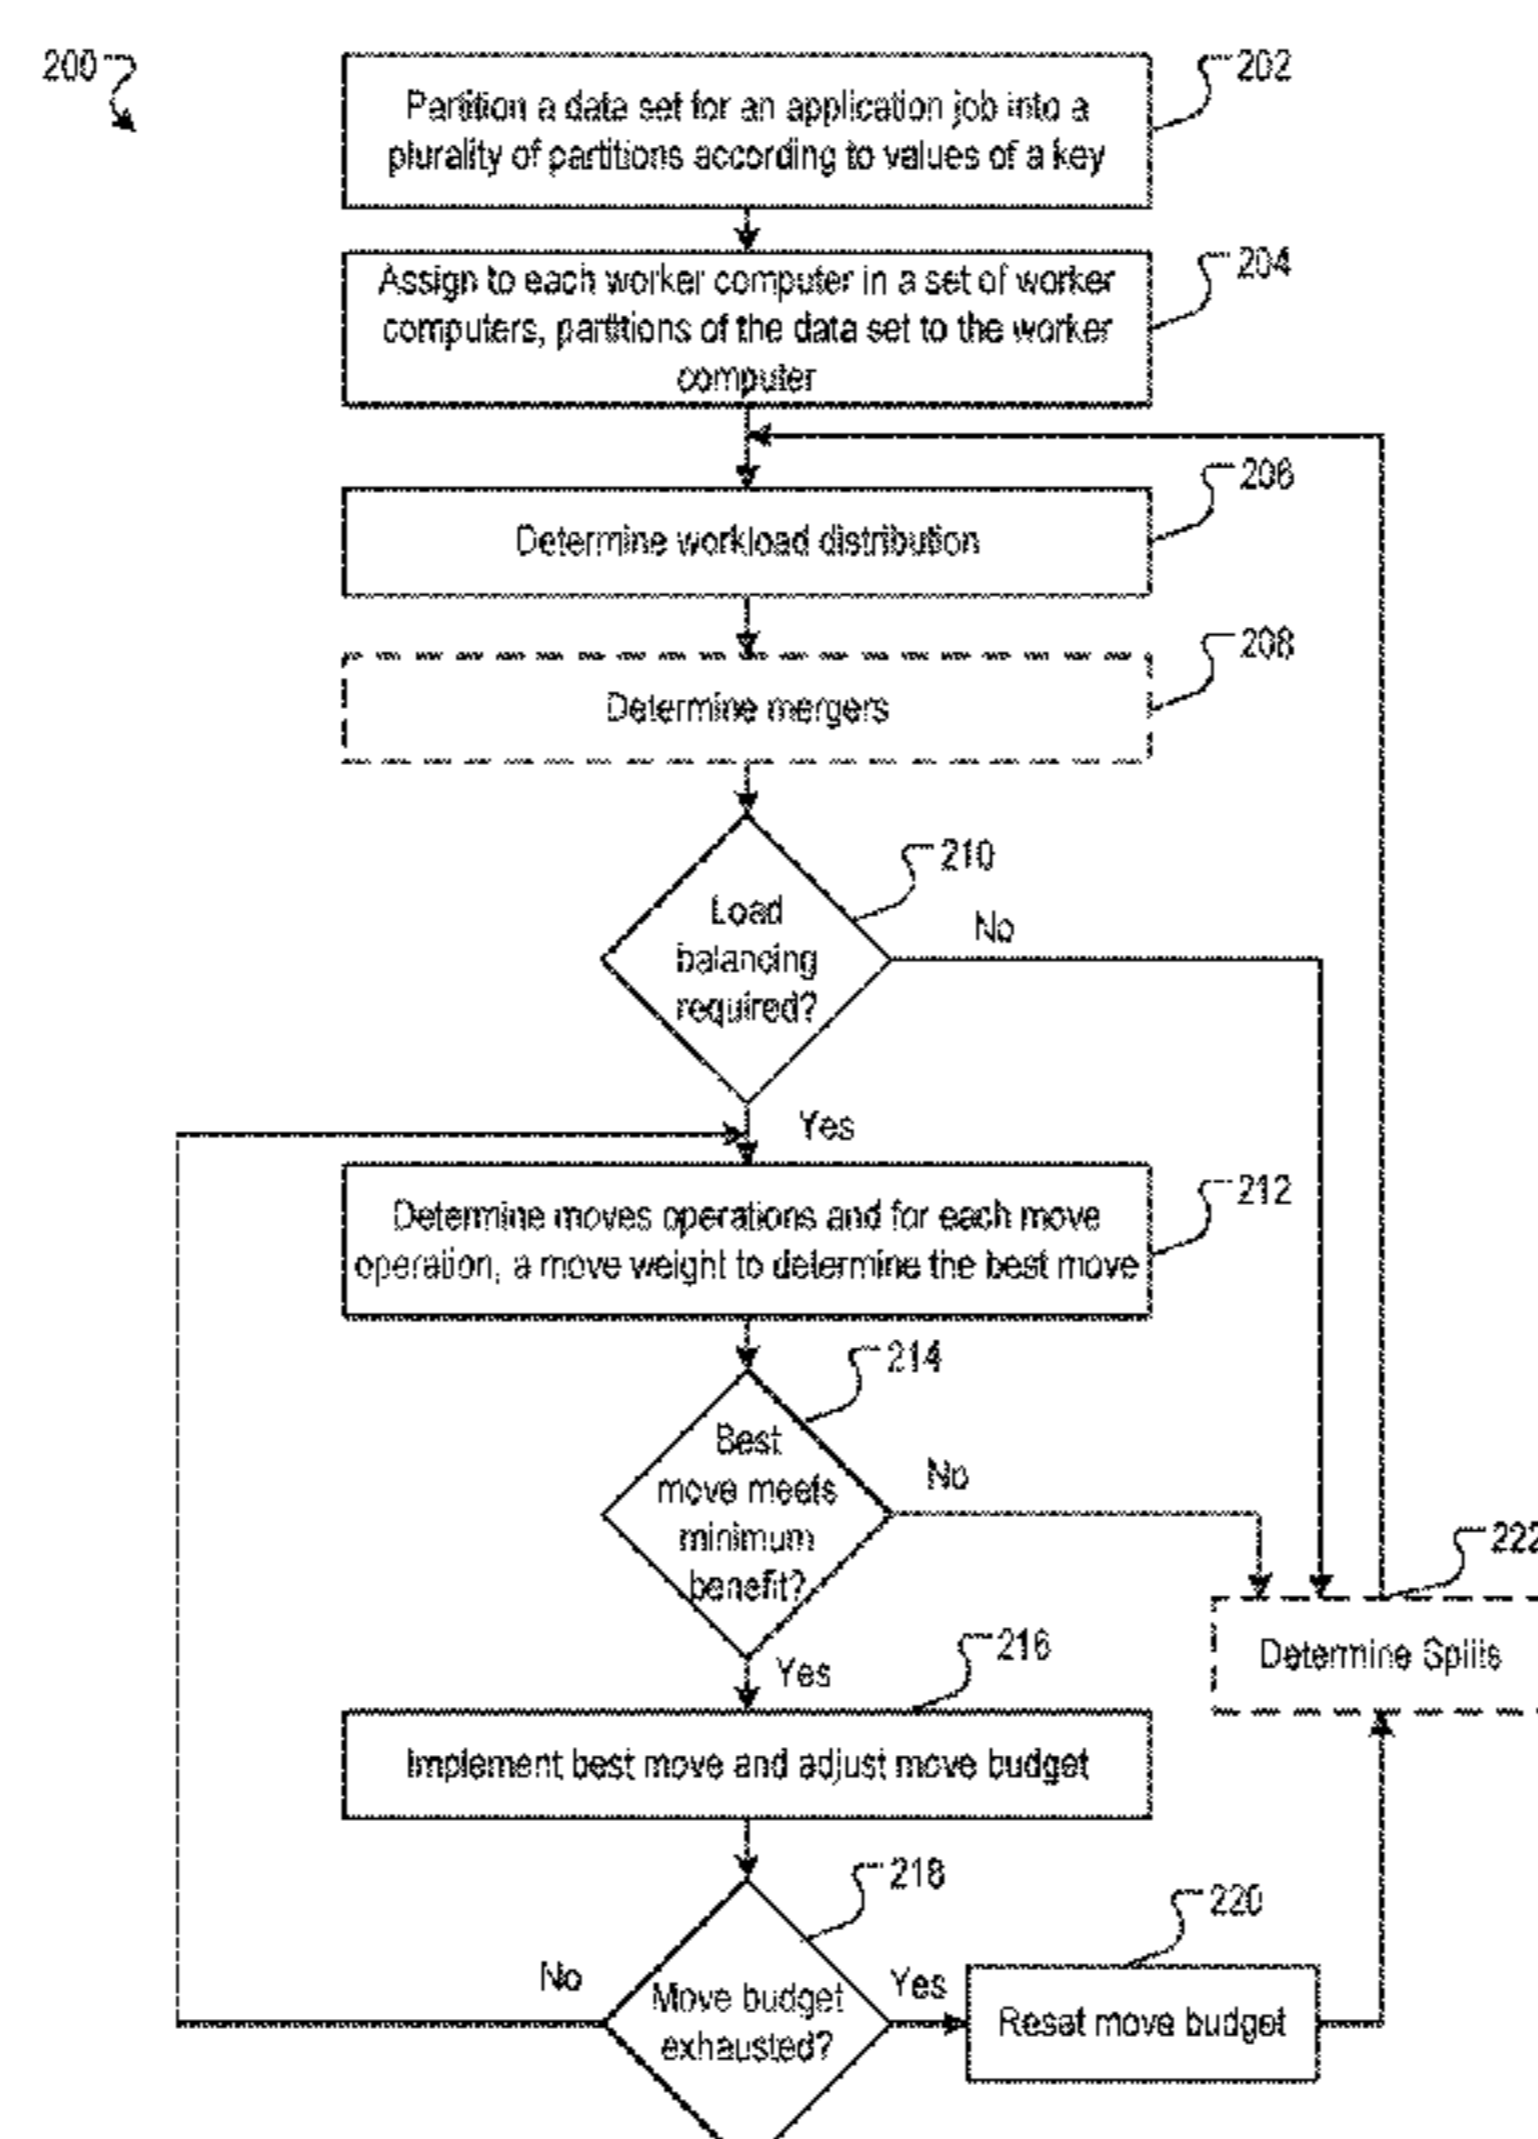 200
202
Partition a data set for an application job into a
plurality of partitions according to values of a key
204
Assign to each worker computer in a set of worker
computers, partitions of the data set to the worker
computer
206
Determine workload distribution
208
Determine mergers
210
Load
balancing
required?
No
Yes
212
Determine moves operations and for each move
operation, a move weight to determine the best move
214
Best
move meets
minimum
benefit?
No
222
Determine Splits
Yes
216
Implement best move and adjust move budget
218
Move budget
exhausted?
No
Yes
220
Reset move budget